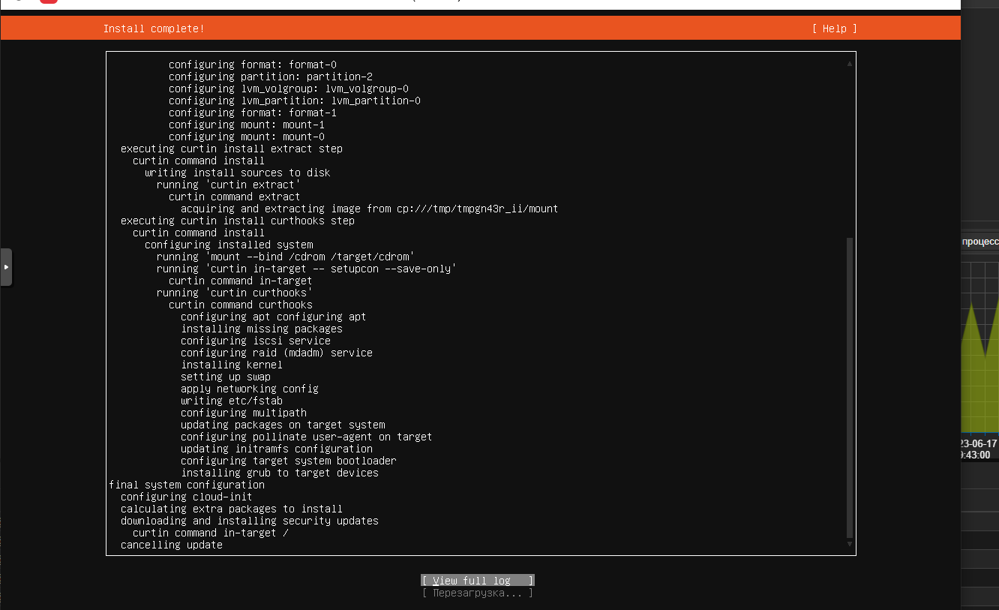 Install complete!
[ Help ]
configuring format: format-0
configuring partition: partition-2
configuring lvm_volgroup: lvm_volgroup-0
configuring lvm_partition: lvm_partition-0
configuring format: format-1
configuring mount: mount-1
configuring mount: mount-0
executing curtin install extract step
curtin command install
writing install sources to disk
running 'curtin extract'
curtin command extract
acquiring and extracting image from cp:///tmp/tmpgn43r_ii/mount
executing curtin install curthooks step
curtin command install
configuring installed system
running 'mount --bind /cdrom /target/cdrom'
running 'curtin in-target -- setupcon --save-only'
curtin command in-target
running 'curtin curthooks'
curtin command curthooks
configuring apt configuring apt
installing missing packages
configuring iscsi service
configuring raid (mdadm) service
installing kernel
setting up swap
apply networking config
writing etc/fstab
configuring multipath
updating packages on target system
configuring pollinate user-agent on target
updating initramfs configuration
configuring target system bootloader
installing grub to target devices
final system configuration
configuring cloud-init
calculating extra packages to install
downloading and installing security updates
curtin command in-target /
cancelling update
[ View full log ]
[ Перезагрузка... ]
процесс
23-06-17
9:43:00